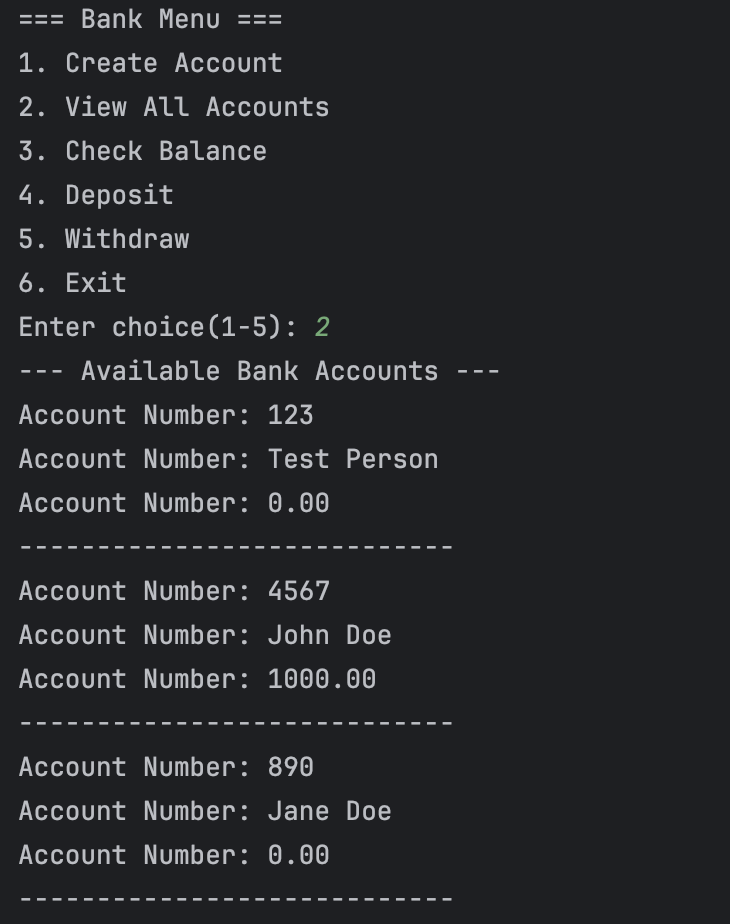 === Bank Menu ===
1. Create Account
2. View All Accounts
3. Check Balance
4. Deposit
5. Withdraw
6. Exit
Enter choice(1-5): 2
--- Available Bank Accounts ---
Account Number: 123
Account Number: Test Person
Account Number: 0.00
----------------------------
Account Number: 4567
Account Number: John Doe
Account Number: 1000.00
----------------------------
Account Number: 890
Account Number: Jane Doe
Account Number: 0.00
----------------------------